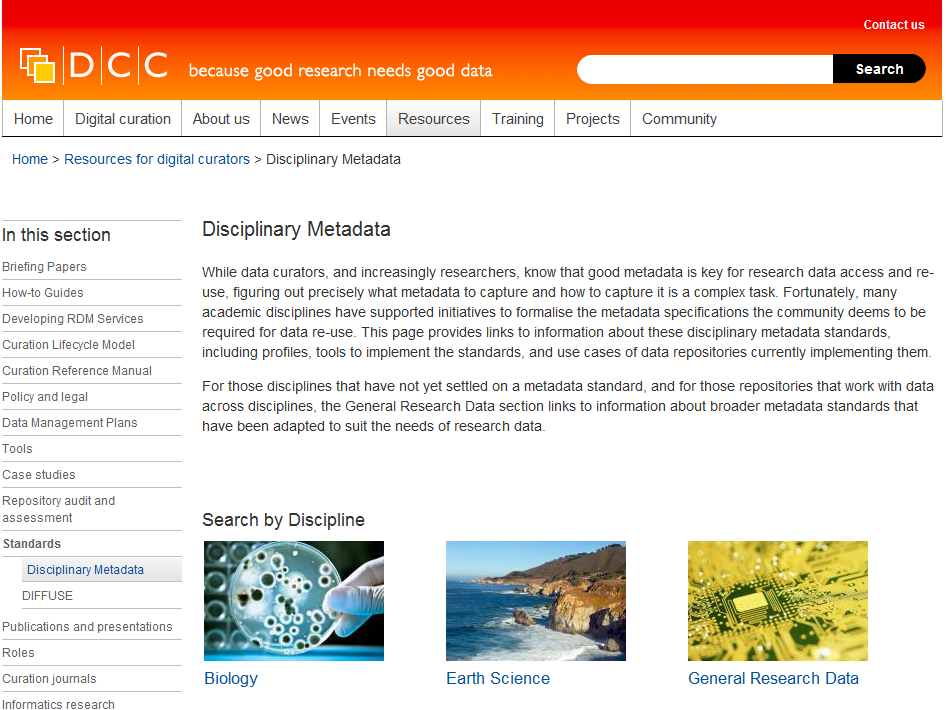 Contact us
DCC
because good research needs good data
Search
Home
Digital curation
About us
News
Events
Resources
Training
Projects
Community
Home > Resources for digital curators > Disciplinary Metadata
In this section
Briefing Papers
How-to Guides
Developing RDM Services
Curation Lifecycle Model
Curation Reference Manual
Policy and legal
Data Management Plans
Tools
Case studies
Repository audit and
assessment
Standards
Disciplinary Metadata
DIFFUSE
Publications and presentations
Roles
Curation journals
Informatics research
Disciplinary Metadata
While data curators, and increasingly researchers, know that good metadata is key for research data access and re-
use, figuring out precisely what metadata to capture and how to capture it is a complex task. Fortunately, many
academic disciplines have supported initiatives to formalise the metadata specifications the community deems to be
required for data re-use. This page provides links to information about these disciplinary metadata standards,
including profiles, tools to implement the standards, and use cases of data repositories currently implementing them.
For those disciplines that have not yet settled on a metadata standard, and for those repositories that work with data
across disciplines, the General Research Data section links to information about broader metadata standards that
have been adapted to suit the needs of research data.
Search by Discipline
Biology
Earth Science
General Research Data